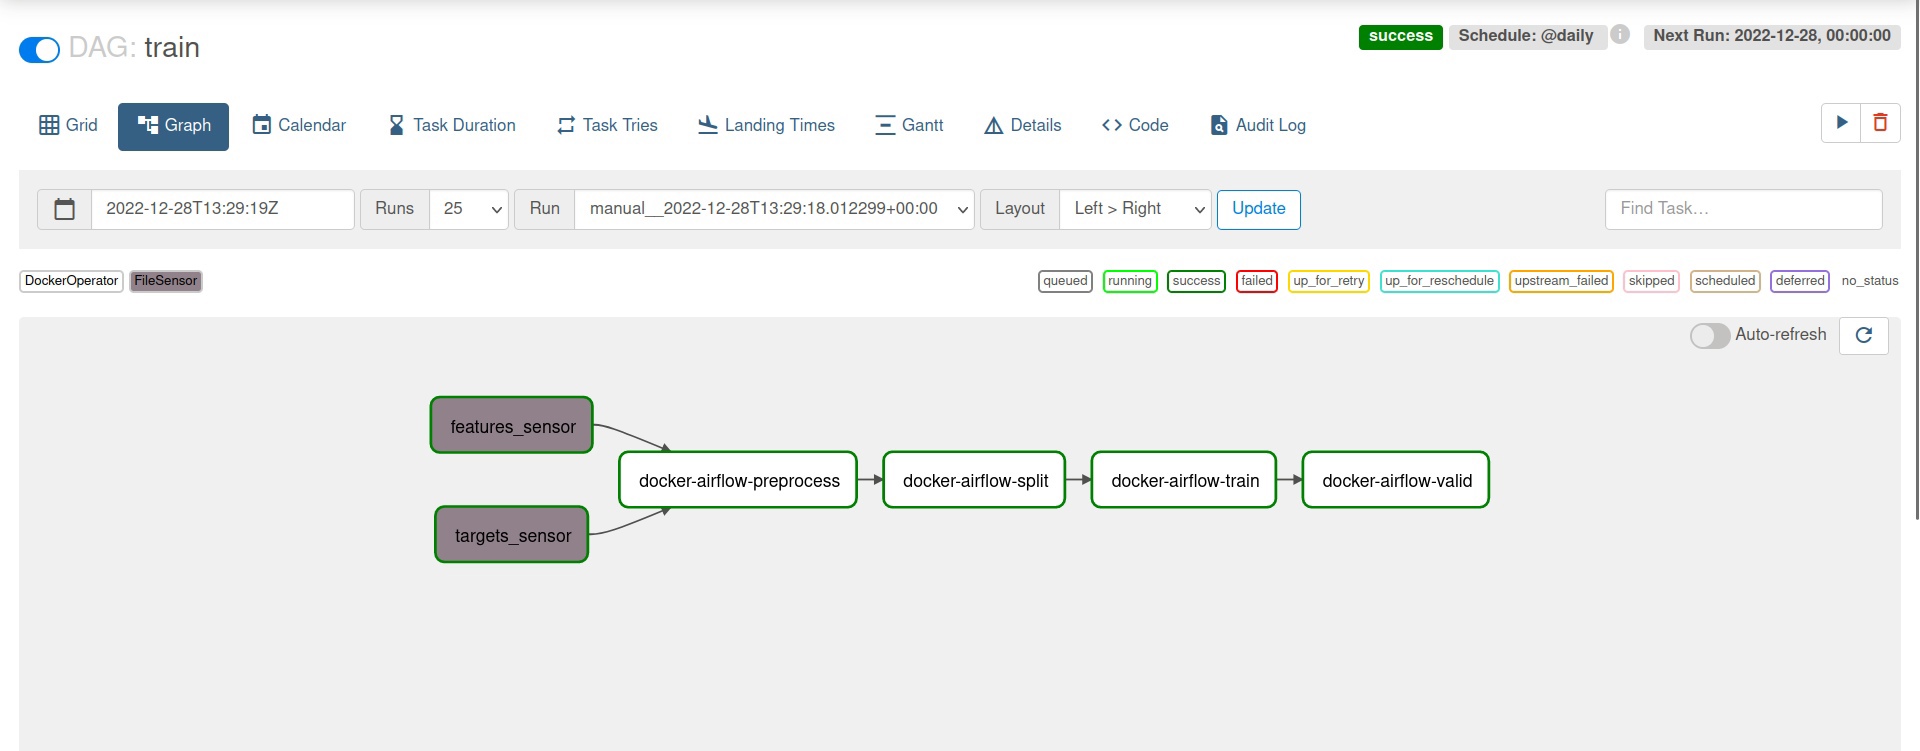 DAG: train
success Schedule: @daily i Next Run: 2022-12-28, 00:00:00
Grid Graph Calendar Task Duration Task Tries Landing Times Gantt Details Code Audit Log
2022-12-28T13:29:19Z Runs 25 Run manual__2022-12-28T13:29:18.012299+00:00 Layout Left > Right Update Find Task...
DockerOperator FileSensor queued running success failed up_for_retry up_for_reschedule upstream_failed skipped scheduled deferred no_status
Auto-refresh
features_sensor
docker-airflow-preprocess docker-airflow-split docker-airflow-train docker-airflow-valid
targets_sensor